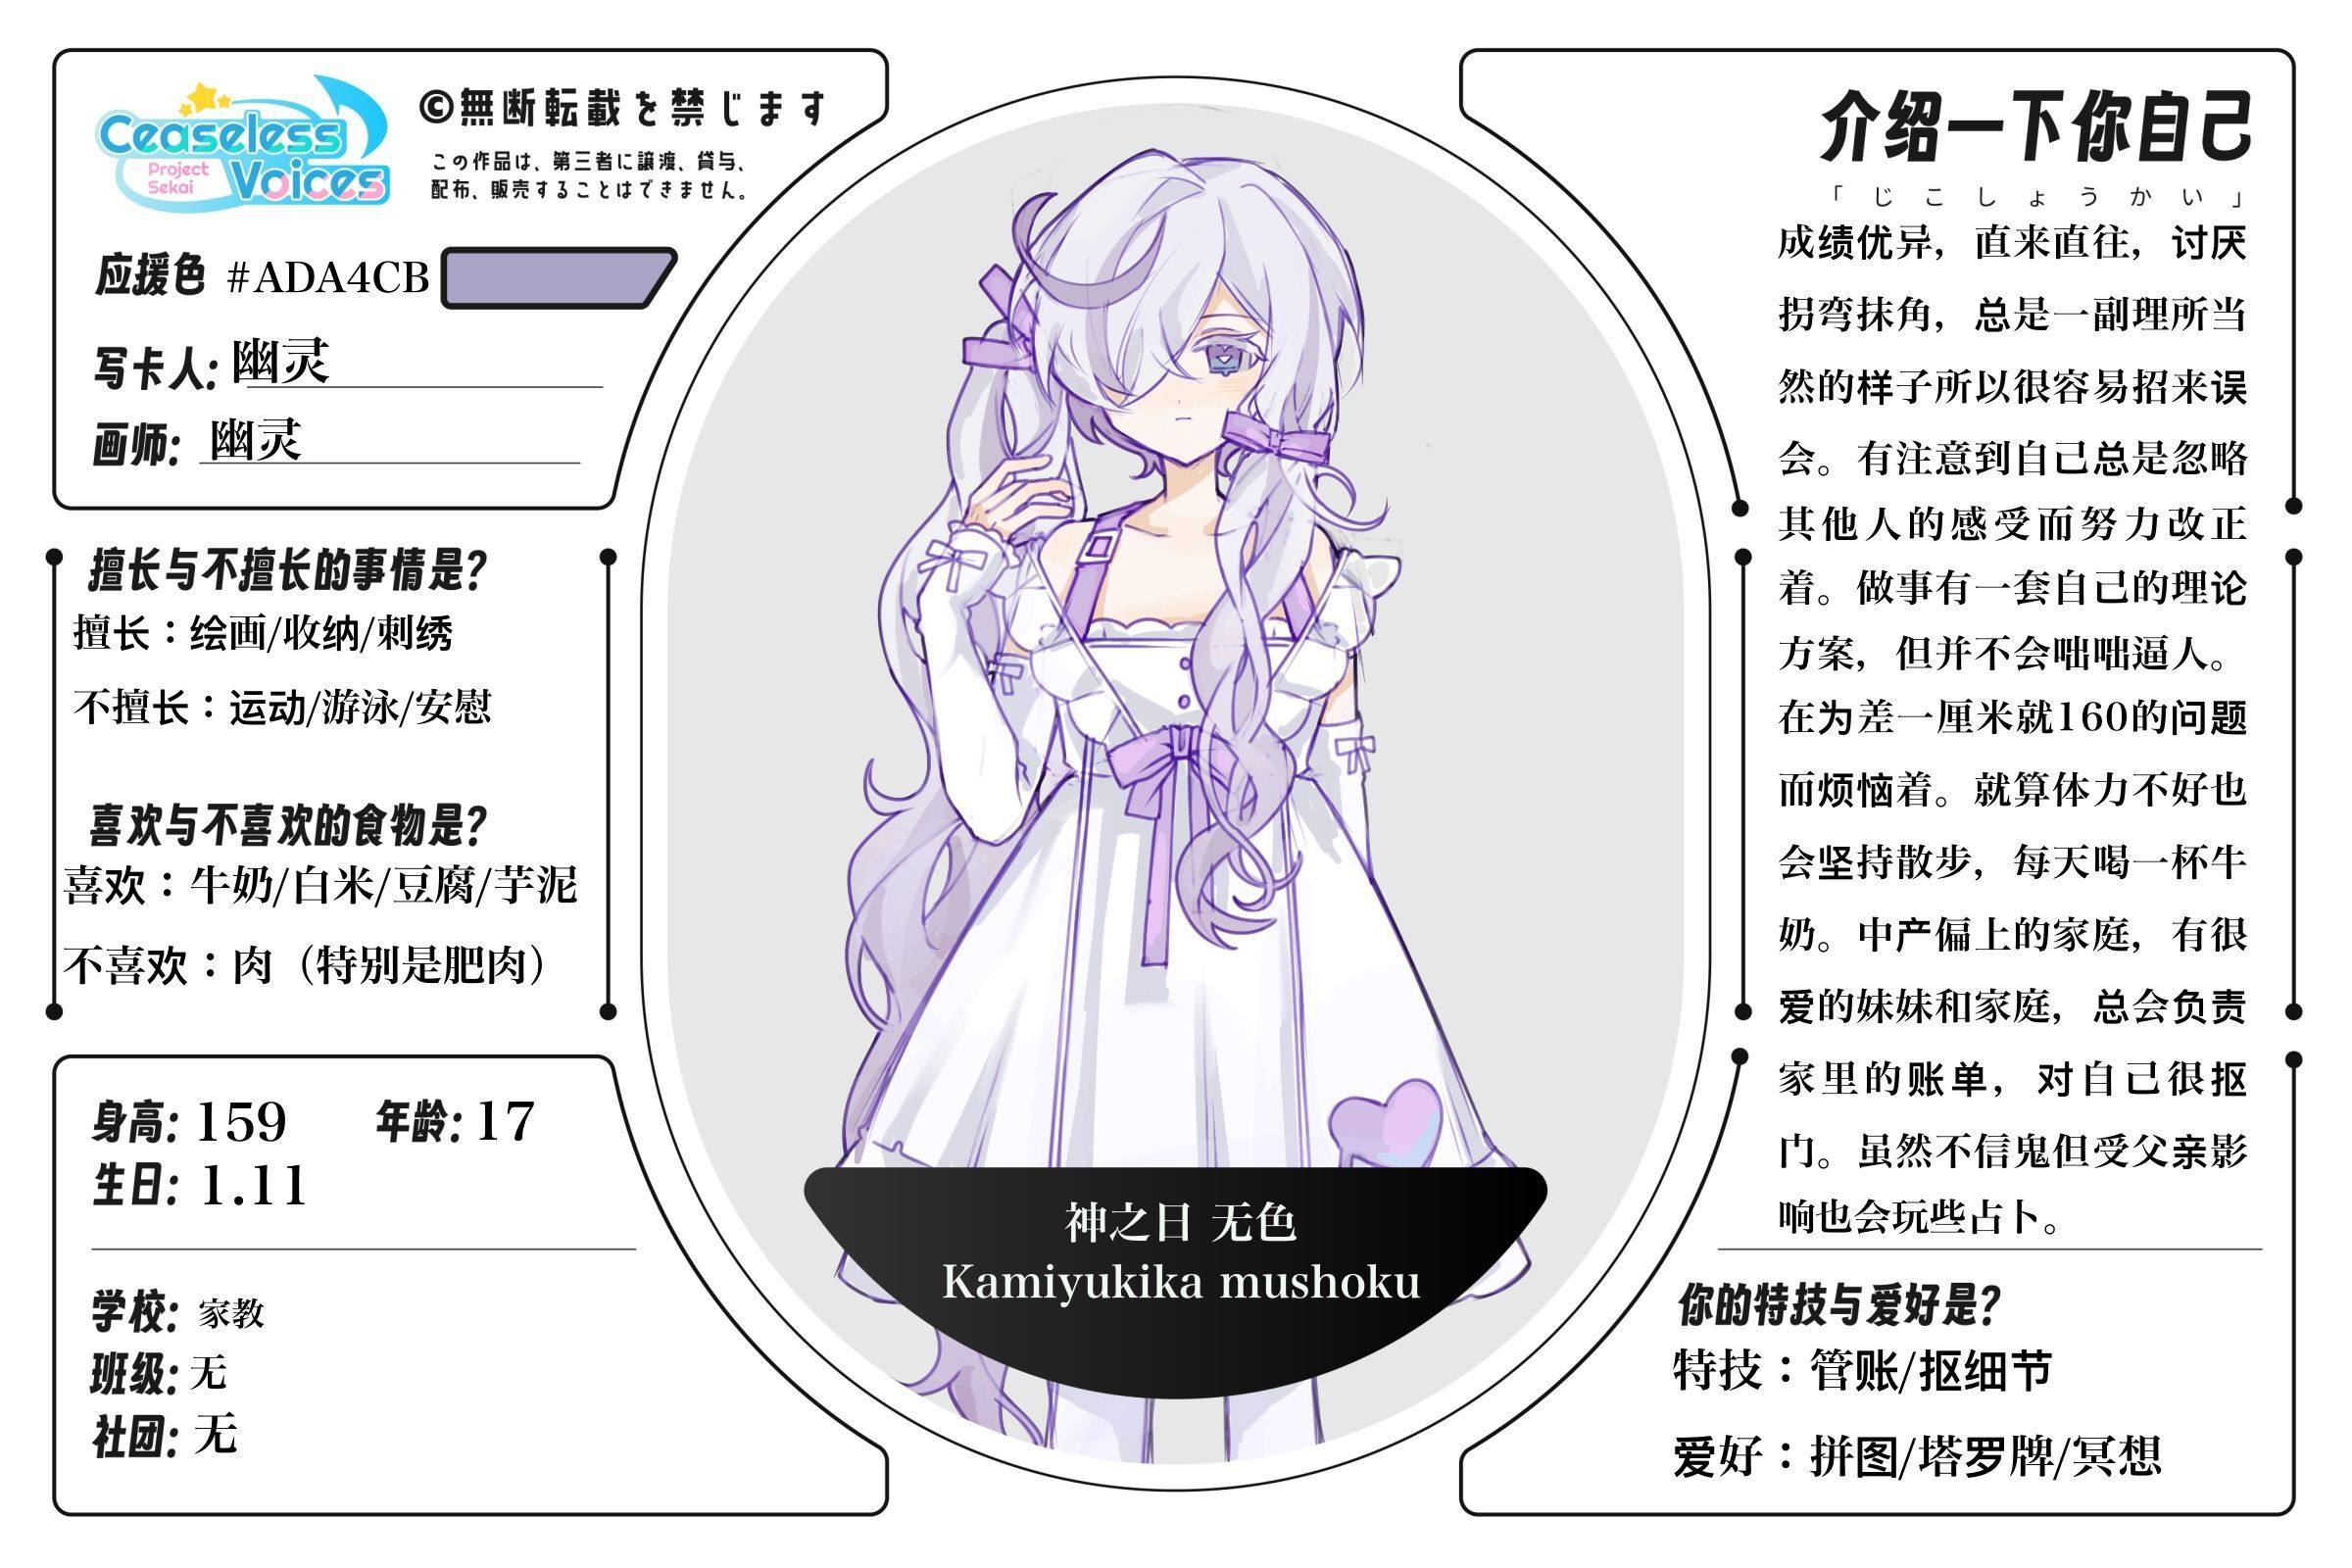 Ceaseless
Project
Sekai
Voices
©無断転載を禁じます
この作品は、第三者に譲渡、貸与、
配布、販売することはできません。
应援色 #ADA4CB
写卡人: 幽灵
画师: 幽灵
擅长与不擅长的事情是？
擅长：绘画/收纳/刺绣
不擅长：运动/游泳/安慰
喜欢与不喜欢的食物是？
喜欢：牛奶/白米/豆腐/芋泥
不喜欢：肉（特别是肥肉）
身高: 159 年龄: 17
生日: 1.11
学校: 家教
班级: 无
社团: 无
神之日 无色
Kamiyukika mushoku
介绍一下你自己
「じこしょうかい」
成绩优异，直来直往，讨厌
拐弯抹角，总是一副理所当
然的样子所以很容易招来误
会。有注意到自己总是忽略
其他人的感受而努力改正
着。做事有一套自己的理论
方案，但并不会咄咄逼人。
在为差一厘米就160的问题
而烦恼着。就算体力不好也
会坚持散步，每天喝一杯牛
奶。中产偏上的家庭，有很
爱的妹妹和家庭，总会负责
家里的账单，对自己很抠
门。虽然不信鬼但受父亲影
响也会玩些占卜。
你的特技与爱好是？
特技：管账/抠细节
爱好：拼图/塔罗牌/冥想